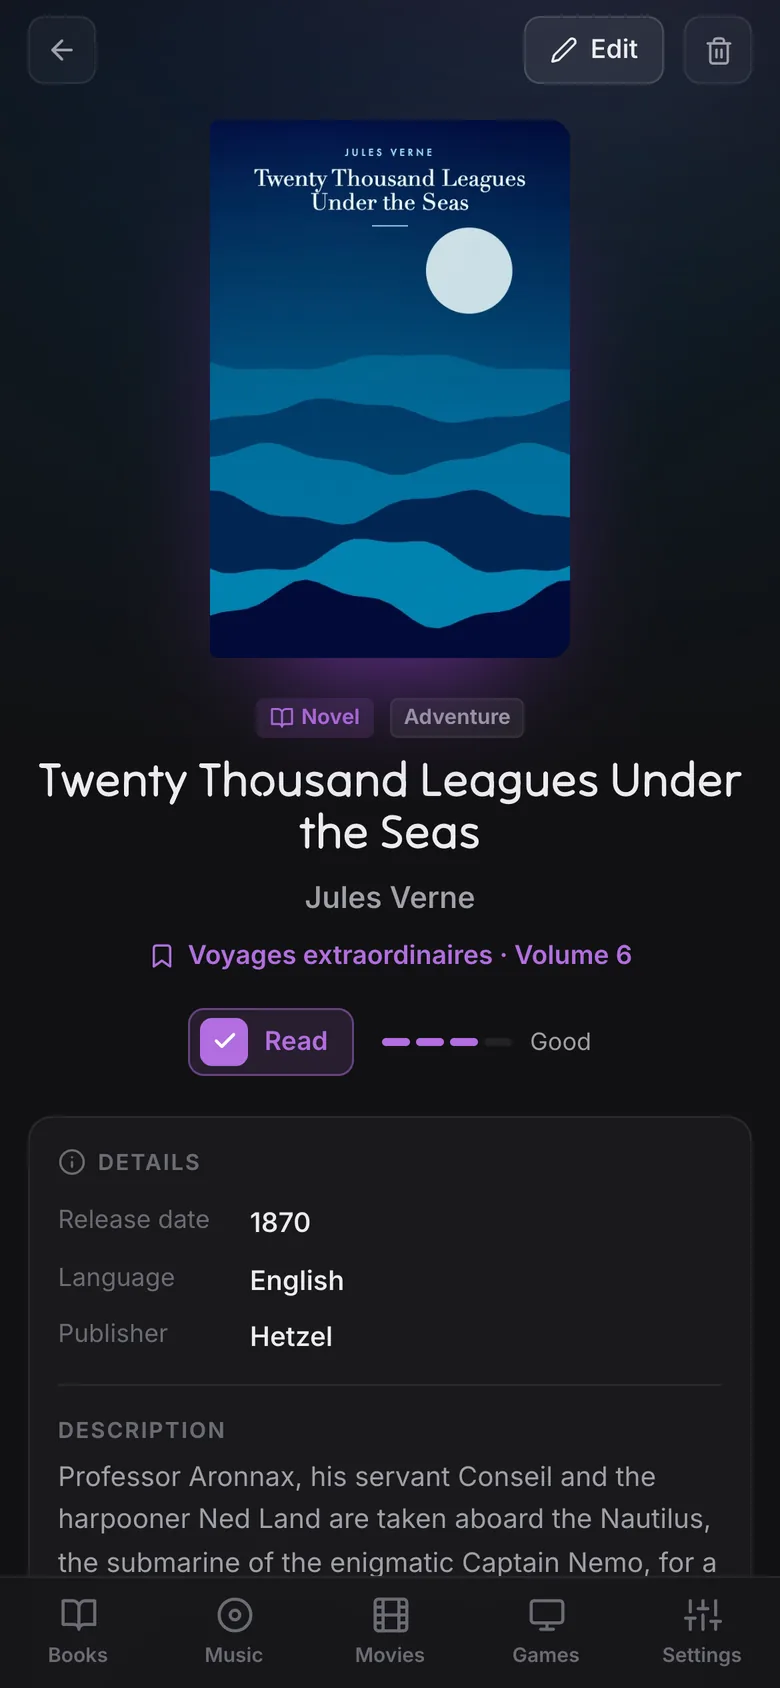 Edit
JULES VERNE
Twenty Thousand Leagues
Under the Seas
Novel
Adventure
Twenty Thousand Leagues Under
the Seas
Jules Verne
Voyages extraordinaires · Volume 6
Read
Good
DETAILS
Release date 1870
Language English
Publisher Hetzel
DESCRIPTION
Professor Aronnax, his servant Conseil and the
harpooner Ned Land are taken aboard the Nautilus,
the submarine of the enigmatic Captain Nemo, for a
Books Music Movies Games Settings